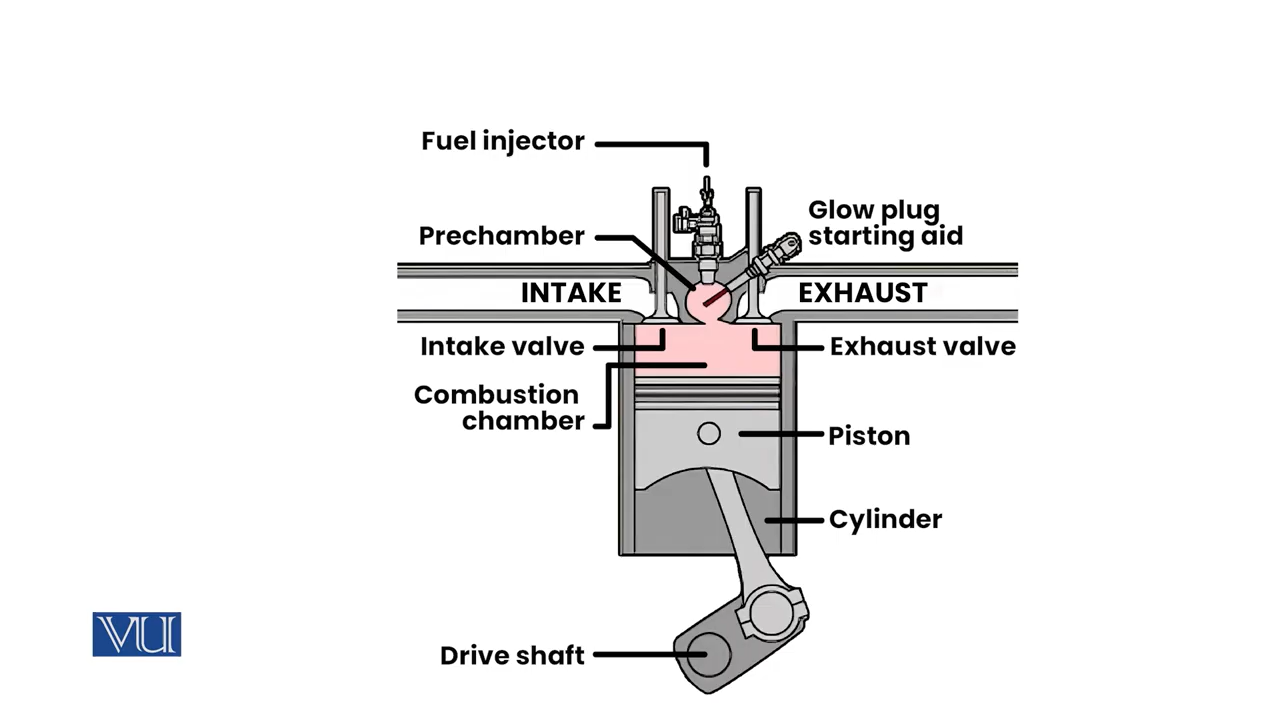 Fuel injector
Glow plug
starting aid
Prechamber
INTAKE
EXHAUST
Intake valve
Exhaust valve
Combustion
chamber
Piston
Cylinder
VU
Drive shaft